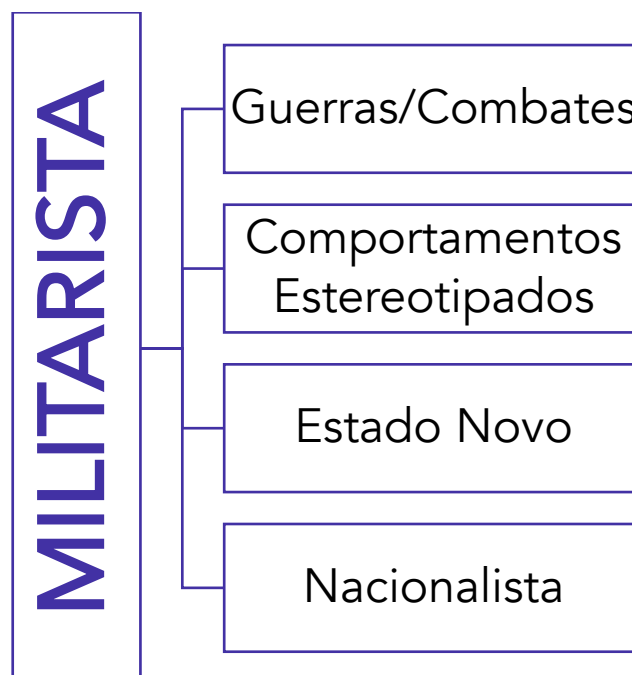 MILITARISTA
Guerras/Combates
Comportamentos
Estereotipados
Estado Novo
Nacionalista